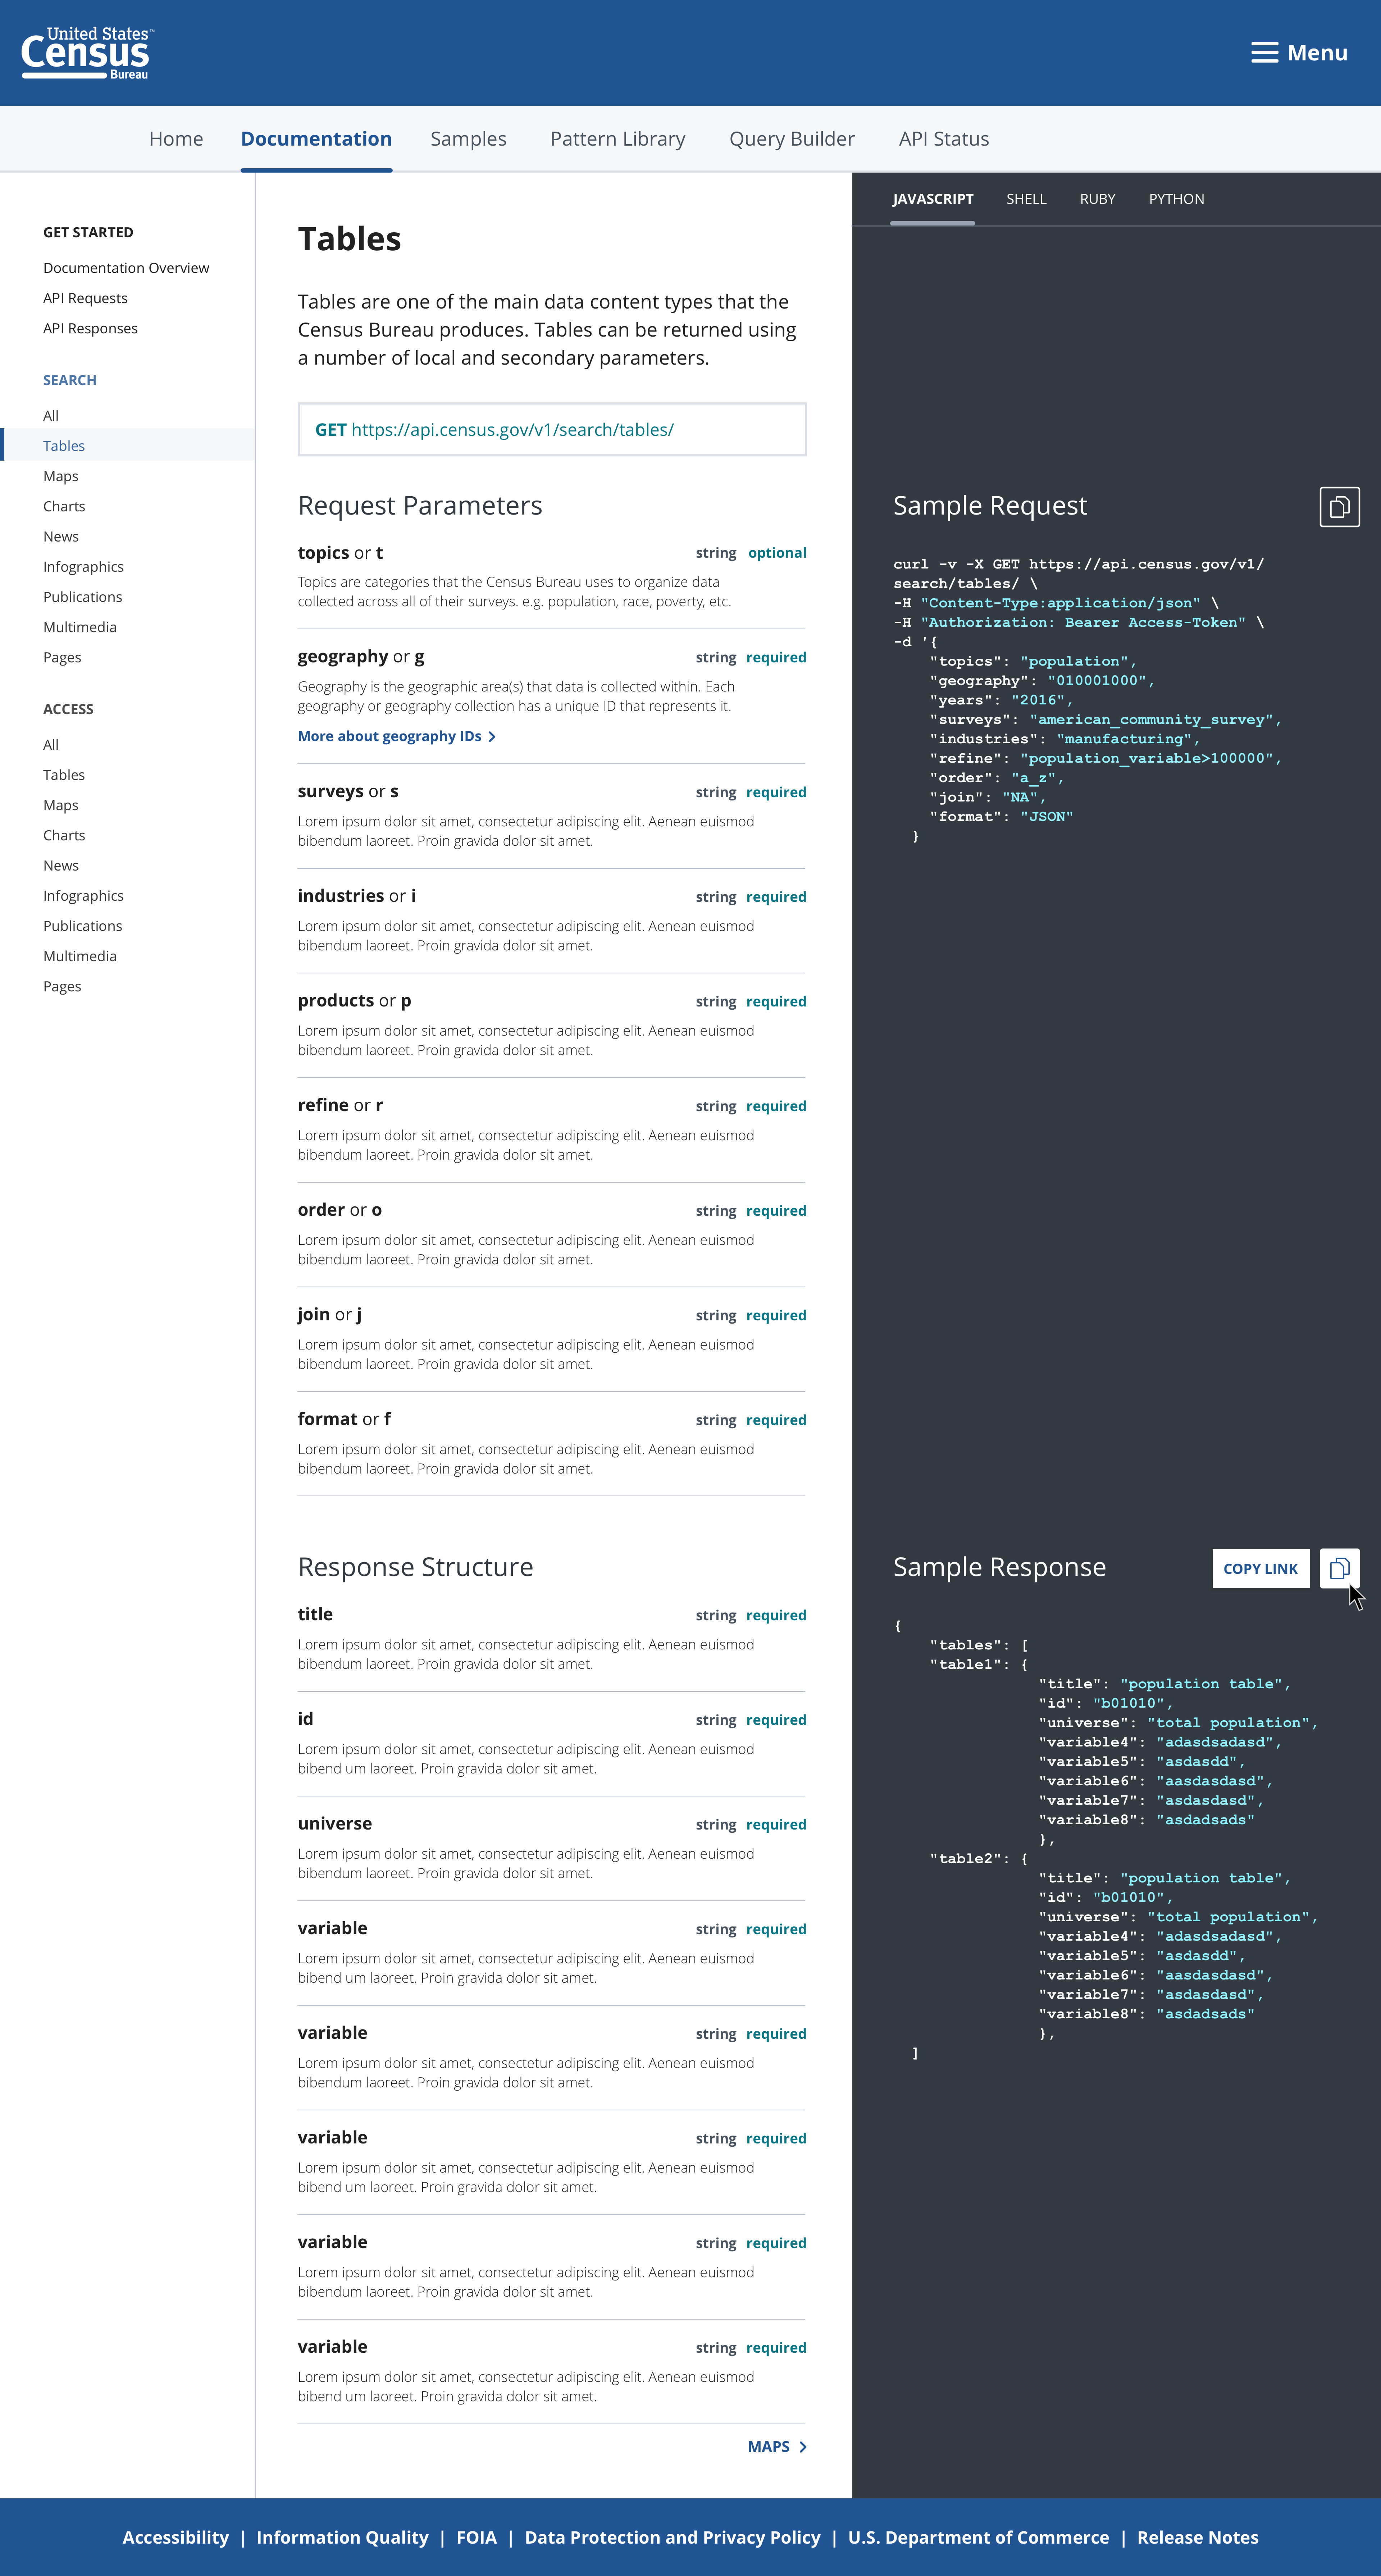 United States™
Census
Bureau
Menu
Home Documentation Samples Pattern Library Query Builder API Status
GET STARTED
Documentation Overview
API Requests
API Responses
SEARCH
All
Tables
Maps
Charts
News
Infographics
Publications
Multimedia
Pages
ACCESS
All
Tables
Maps
Charts
News
Infographics
Publications
Multimedia
Pages
Tables
Tables are one of the main data content types that the
Census Bureau produces. Tables can be returned using
a number of local and secondary parameters.
GET https://api.census.gov/v1/search/tables/
Request Parameters
topics or t string optional
Topics are categories that the Census Bureau uses to organize data
collected across all of their surveys. e.g. population, race, poverty, etc.
geography or g string required
Geography is the geographic area(s) that data is collected within. Each
geography or geography collection has a unique ID that represents it.
More about geography IDs
surveys or s string required
Lorem ipsum dolor sit amet, consectetur adipiscing elit. Aenean euismod
bibendum laoreet. Proin gravida dolor sit amet.
industries or i string required
Lorem ipsum dolor sit amet, consectetur adipiscing elit. Aenean euismod
bibendum laoreet. Proin gravida dolor sit amet.
products or p string required
Lorem ipsum dolor sit amet, consectetur adipiscing elit. Aenean euismod
bibendum laoreet. Proin gravida dolor sit amet.
refine or r string required
Lorem ipsum dolor sit amet, consectetur adipiscing elit. Aenean euismod
bibendum laoreet. Proin gravida dolor sit amet.
order or o string required
Lorem ipsum dolor sit amet, consectetur adipiscing elit. Aenean euismod
bibendum laoreet. Proin gravida dolor sit amet.
join or j string required
Lorem ipsum dolor sit amet, consectetur adipiscing elit. Aenean euismod
bibendum laoreet. Proin gravida dolor sit amet.
format or f string required
Lorem ipsum dolor sit amet, consectetur adipiscing elit. Aenean euismod
bibendum laoreet. Proin gravida dolor sit amet.
Response Structure
title string required
Lorem ipsum dolor sit amet, consectetur adipiscing elit. Aenean euismod
bibendum laoreet. Proin gravida dolor sit amet.
id string required
Lorem ipsum dolor sit amet, consectetur adipiscing elit. Aenean euismod
bibend um laoreet. Proin gravida dolor sit amet.
universe string required
Lorem ipsum dolor sit amet, consectetur adipiscing elit. Aenean euismod
bibendum laoreet. Proin gravida dolor sit amet.
variable string required
Lorem ipsum dolor sit amet, consectetur adipiscing elit. Aenean euismod
bibend um laoreet. Proin gravida dolor sit amet.
variable string required
Lorem ipsum dolor sit amet, consectetur adipiscing elit. Aenean euismod
bibendum laoreet. Proin gravida dolor sit amet.
variable string required
Lorem ipsum dolor sit amet, consectetur adipiscing elit. Aenean euismod
bibend um laoreet. Proin gravida dolor sit amet.
variable string required
Lorem ipsum dolor sit amet, consectetur adipiscing elit. Aenean euismod
bibendum laoreet. Proin gravida dolor sit amet.
variable string required
Lorem ipsum dolor sit amet, consectetur adipiscing elit. Aenean euismod
bibend um laoreet. Proin gravida dolor sit amet.
MAPS
JAVASCRIPT SHELL RUBY PYTHON
Sample Request
curl -v -X GET https://api.census.gov/v1/
search/tables/ \
-H "Content-Type:application/json" \
-H "Authorization: Bearer Access-Token" \
-d '{
"topics": "population",
"geography": "010001000",
"years": "2016",
"surveys": "american_community_survey",
"industries": "manufacturing",
"refine": "population_variable>100000",
"order": "a_z",
"join": "NA",
"format": "JSON"
}
Sample Response
COPY LINK
{
"tables": [
"table1": {
"title": "population table",
"id": "b01010",
"universe": "total population",
"variable4": "adasdsadasd",
"variable5": "asdasdd",
"variable6": "aasdasdasd",
"variable7": "asdasdasd",
"variable8": "asdadsads"
},
"table2": {
"title": "population table",
"id": "b01010",
"universe": "total population",
"variable4": "adasdsadasd",
"variable5": "asdasdd",
"variable6": "aasdasdasd",
"variable7": "asdasdasd",
"variable8": "asdadsads"
},
]
Accessibility | Information Quality | FOIA | Data Protection and Privacy Policy | U.S. Department of Commerce | Release Notes